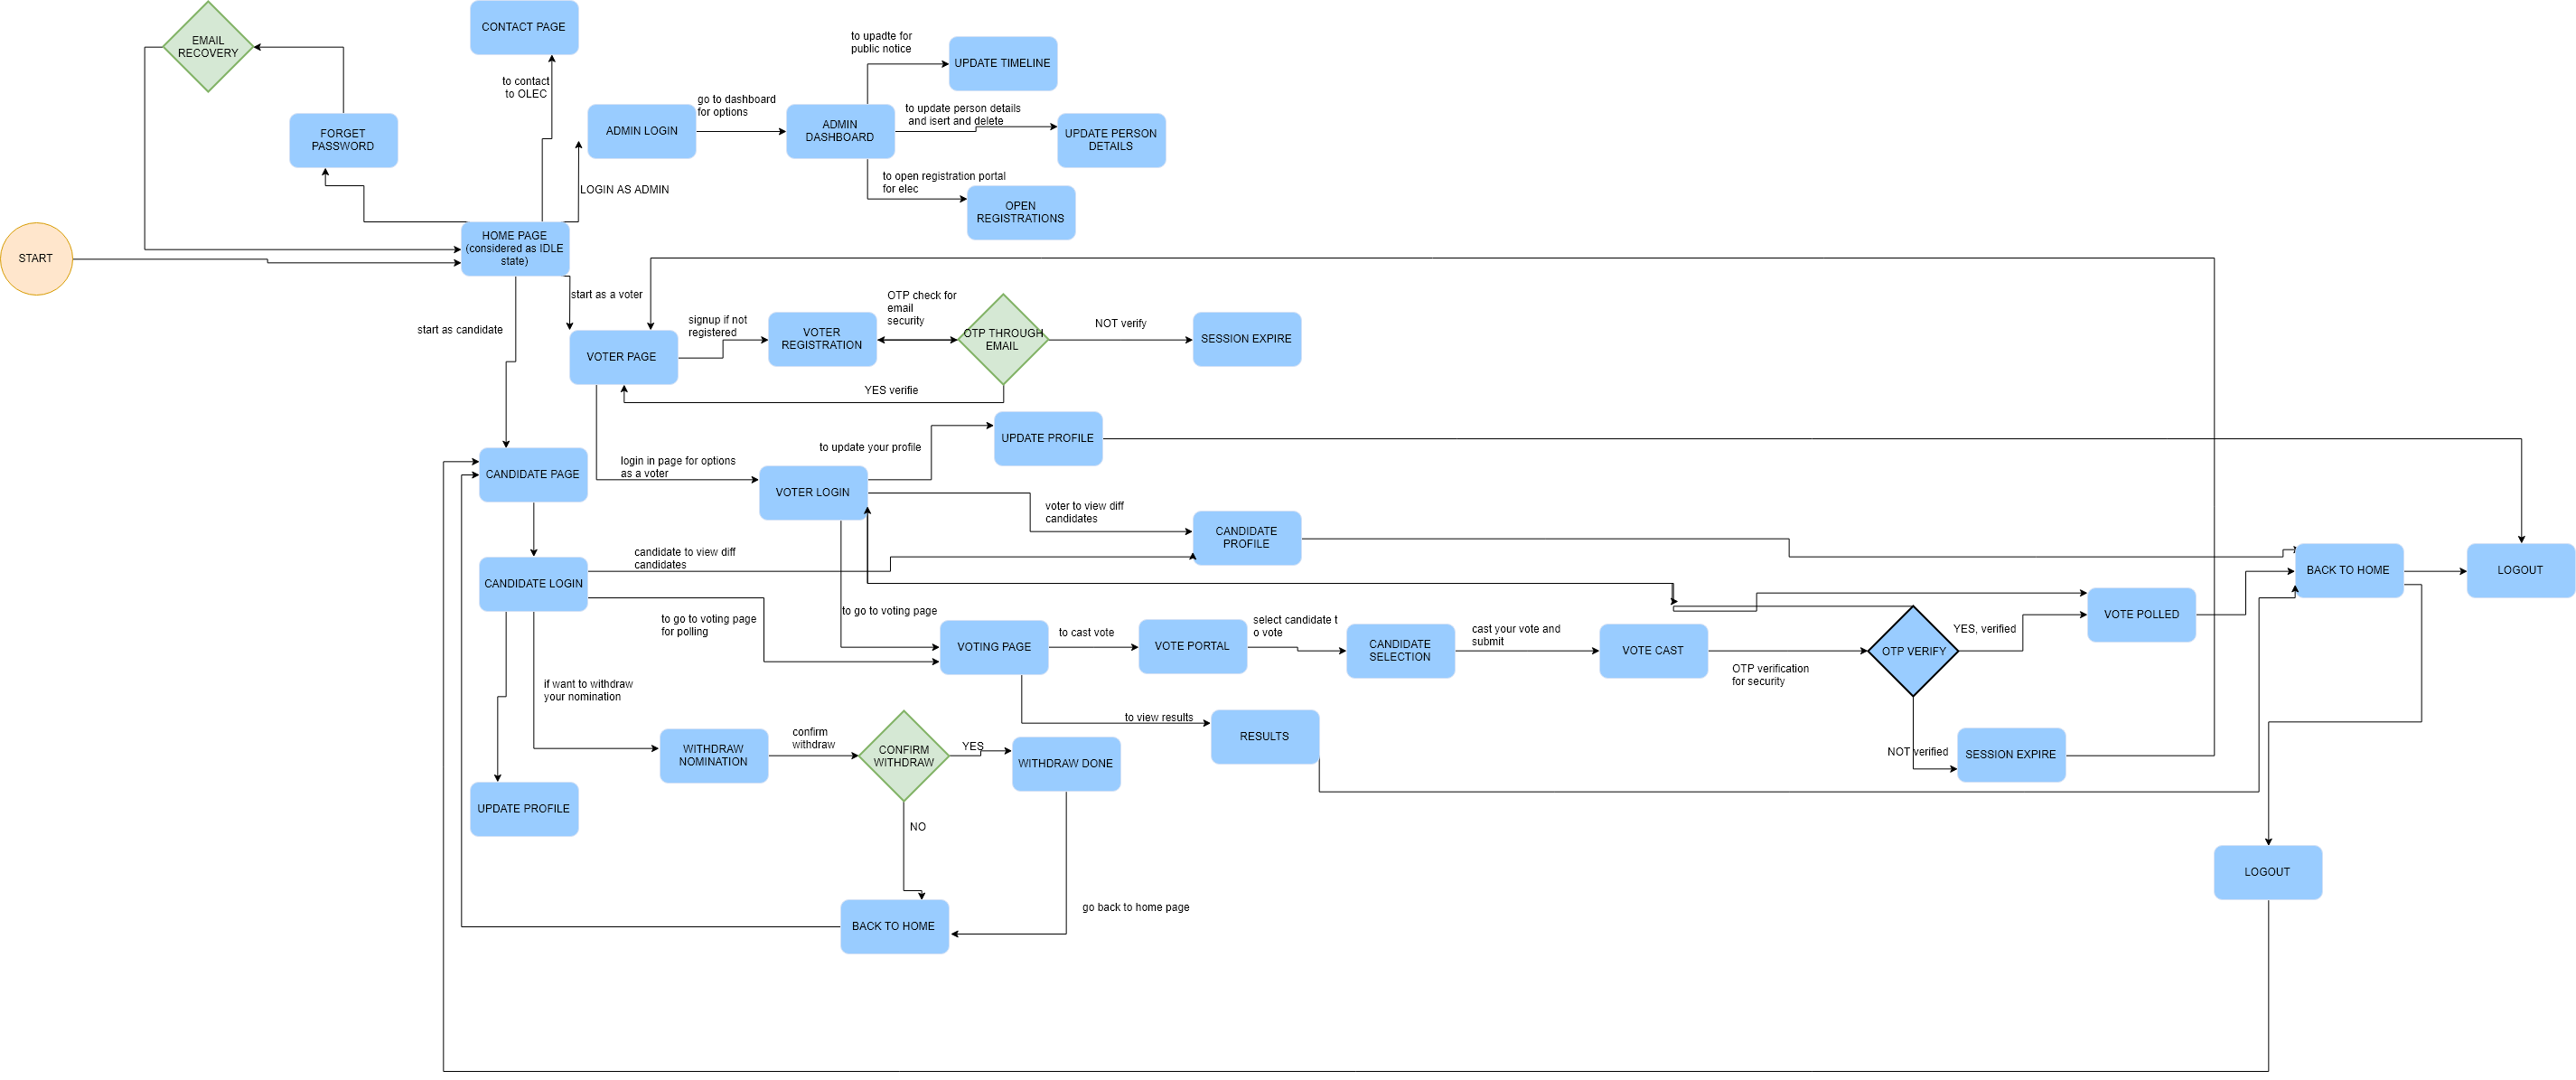 EMAIL
RECOVERY
CONTACT PAGE
to upadte for
public notice
UPDATE TIMELINE
to contact
to OLEC
go to dashboard
for options
FORGET
PASSWORD
ADMIN LOGIN
ADMIN
DASHBOARD
to update person details
and isert and delete
UPDATE PERSON
DETAILS
LOGIN AS ADMIN
to open registration portal
for elec
OPEN
REGISTRATIONS
START
HOME PAGE
(considered as IDLE
state)
start as a voter
start as candidate
VOTER PAGE
signup if not
registered
VOTER
REGISTRATION
OTP check for
email
security
OTP THROUGH
EMAIL
NOT verify
SESSION EXPIRE
YES verifie
UPDATE PROFILE
to update your profile
CANDIDATE PAGE
login in page for options
as a voter
VOTER LOGIN
voter to view diff
candidates
CANDIDATE
PROFILE
candidate to view diff
candidates
CANDIDATE LOGIN
BACK TO HOME
LOGOUT
to go to voting page
for polling
to go to voting page
VOTING PAGE
to cast vote
VOTE PORTAL
select candidate t
o vote
CANDIDATE
SELECTION
cast your vote and
submit
VOTE CAST
OTP verification
for security
OTP VERIFY
YES, verified
VOTE POLLED
if want to withdraw
your nomination
WITHDRAW
NOMINATION
confirm
withdraw
CONFIRM
WITHDRAW
YES
WITHDRAW DONE
to view results
RESULTS
NOT verified
SESSION EXPIRE
UPDATE PROFILE
NO
LOGOUT
BACK TO HOME
go back to home page